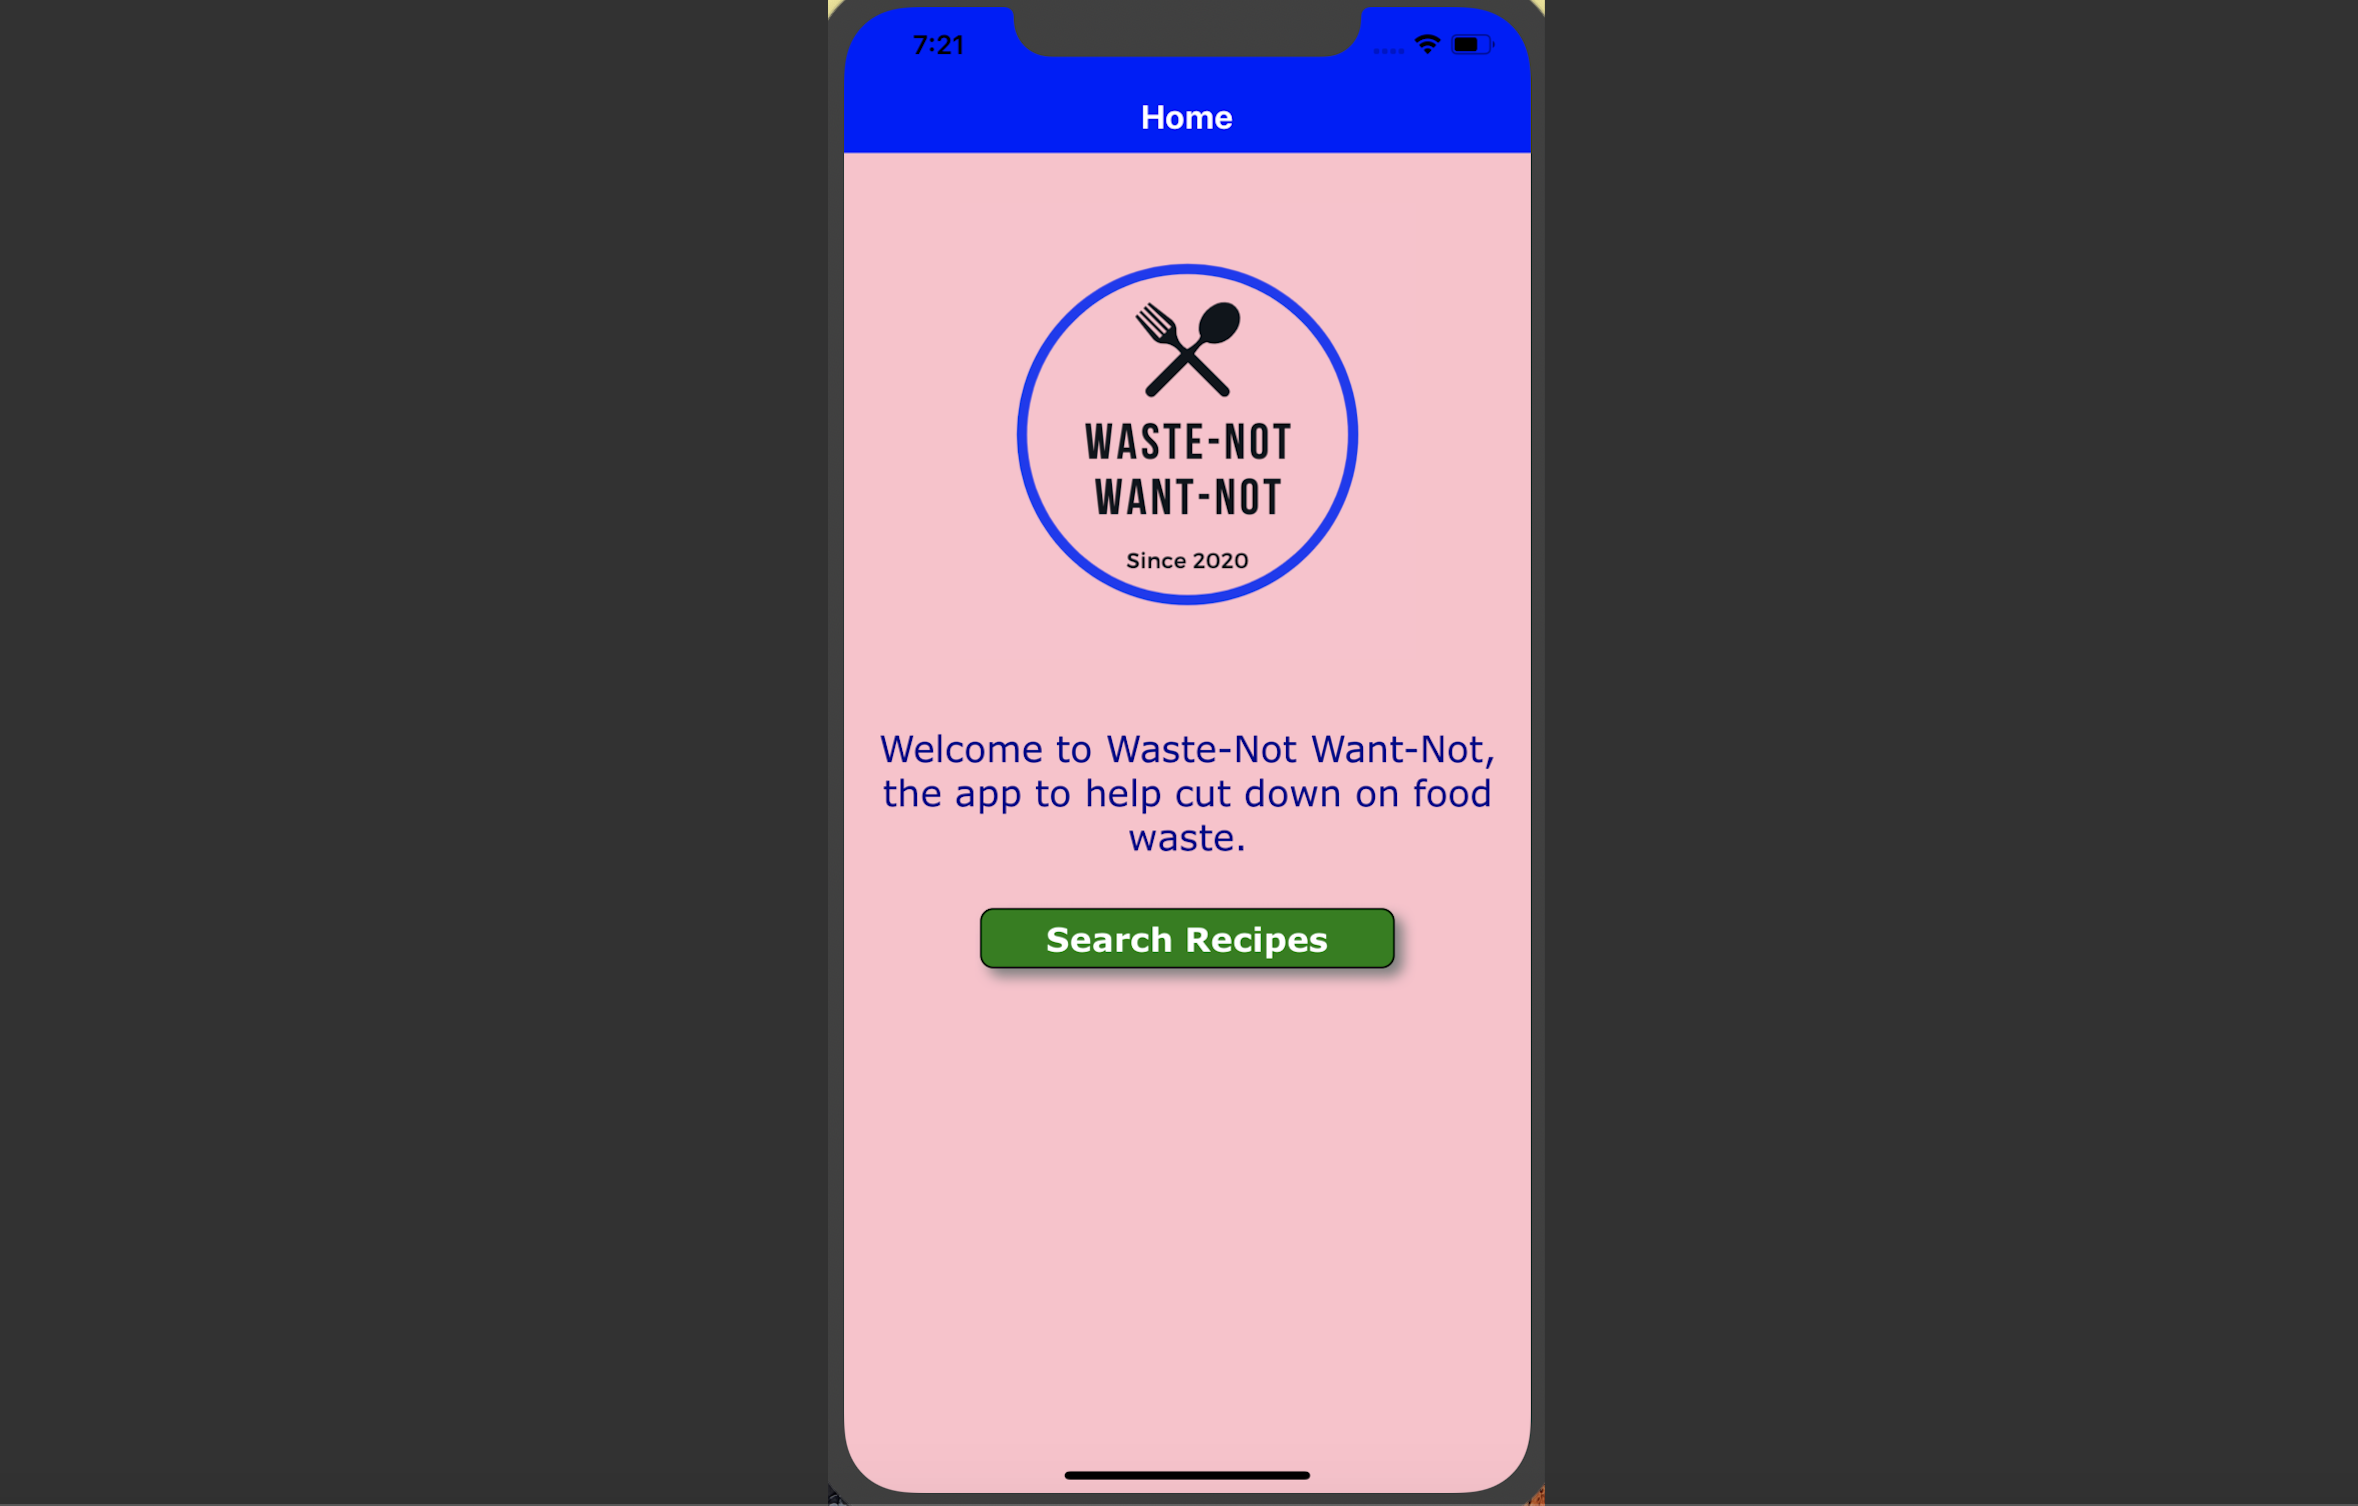 7:21
Home
WASTE-NOT
WANT-NOT
Since 2020
Welcome to Waste-Not Want-Not,
the app to help cut down on food
waste.
Search Recipes